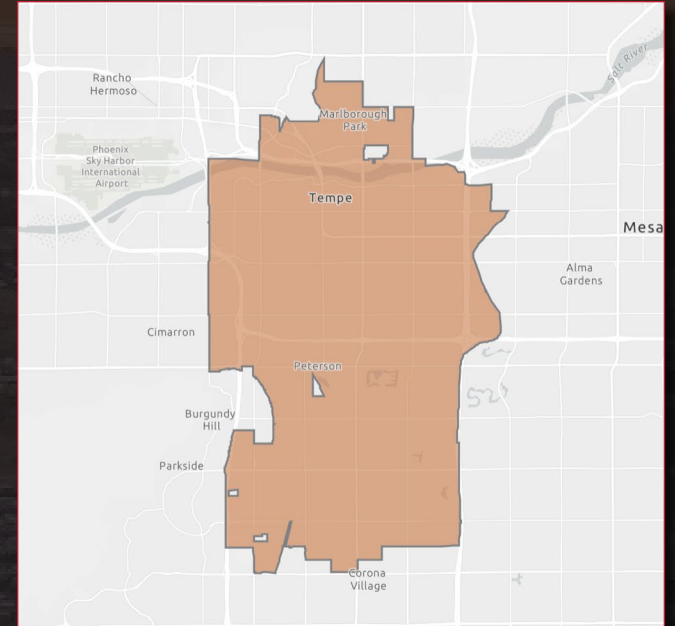 Salt River
Rancho
Hermoso
Marlborough
Park
Phoenix
Sky Harbor
International
Airport
Tempe
Mesa
Alma
Gardens
Cimarron
Peterson
Burgundy
Hill
Parkside
Corona
Village